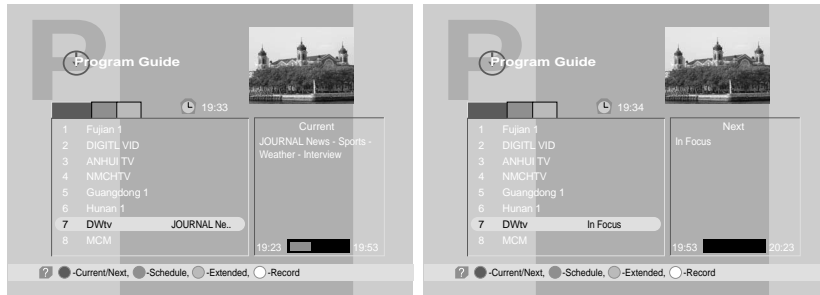 P
Program Guide
19:33
1 Fujian 1
2 DIGITL VID
3 ANHUI TV
4 NMCHTV
5 Guangdong 1
6 Hunan 1
7 DWtv JOURNAL Ne..
8 MCM
Current
JOURNAL News - Sports -
Weather - Interview
19:23 19:53
? -Current/Next, -Schedule, -Extended, -Record
P
Program Guide
19:34
1 Fujian 1
2 DIGITL VID
3 ANHUI TV
4 NMCHTV
5 Guangdong 1
6 Hunan 1
7 DWtv In Focus
8 MCM
Next
In Focus
19:53 20:23
? -Current/Next, -Schedule, -Extended, -Record